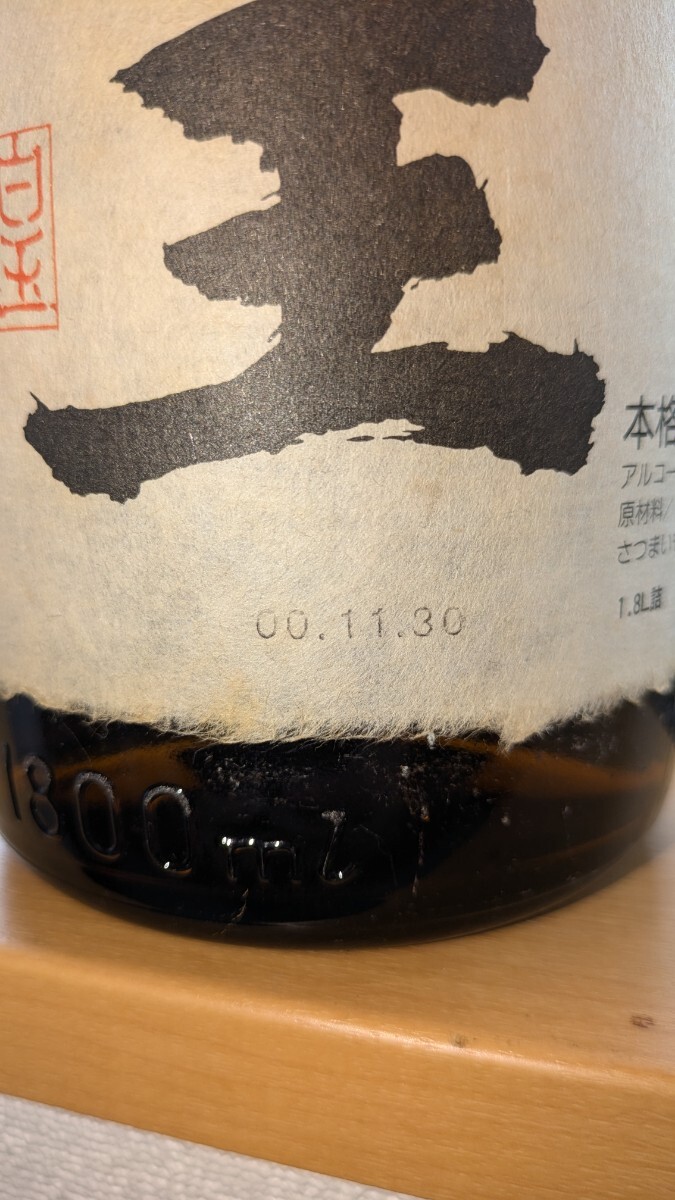 王
本格
アルコー
原材料/
さつまい
1.8L詰
00.11.30
1800ml